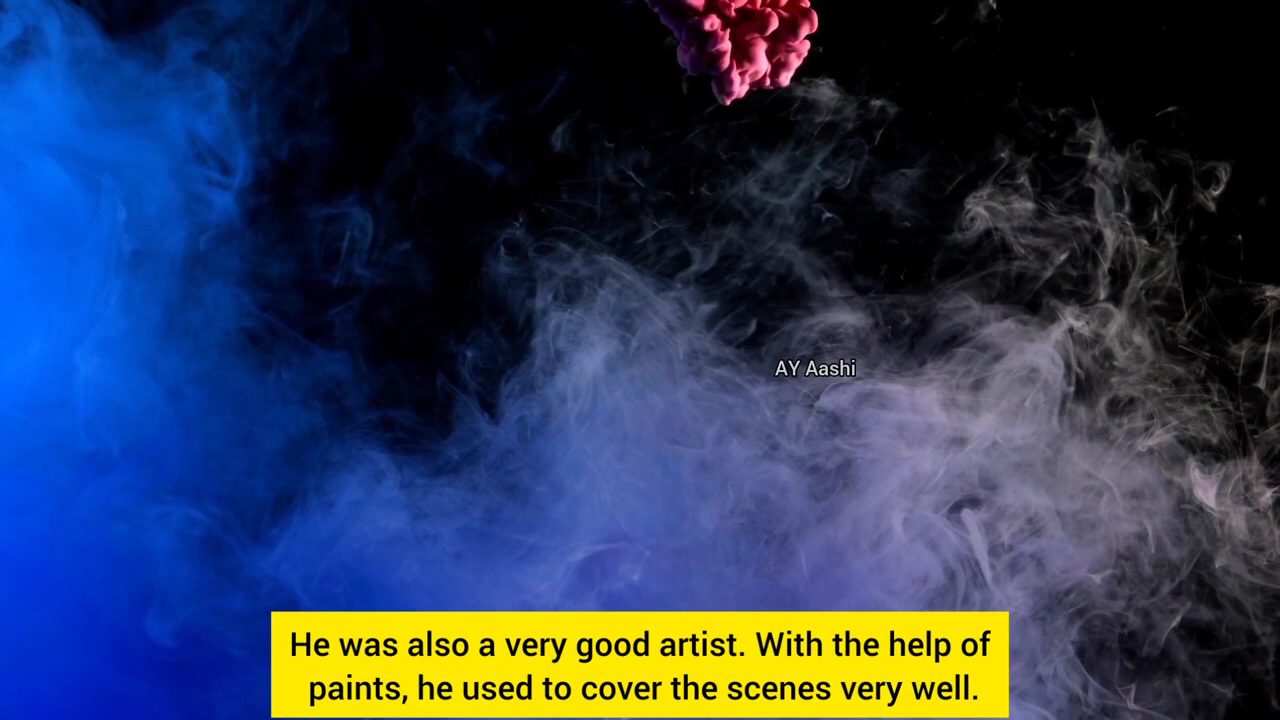 AY Aashi
He was also a very good artist. With the help of
paints, he used to cover the scenes very well.